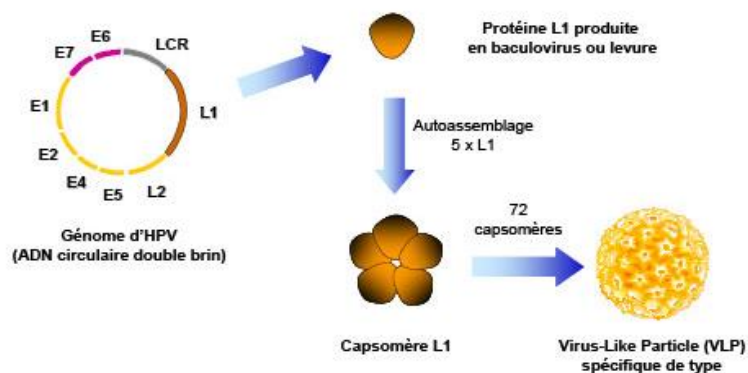 E6
LCR
E7
E1
L1
E2
E4
E5
L2
Génome d'HPV
(ADN circulaire double brin)
Protéine L1 produite
en baculovirus ou levure
Autoassemblage
5 x L1
72
capsomères
Capsomère L1
Virus-Like Particle (VLP)
spécifique de type